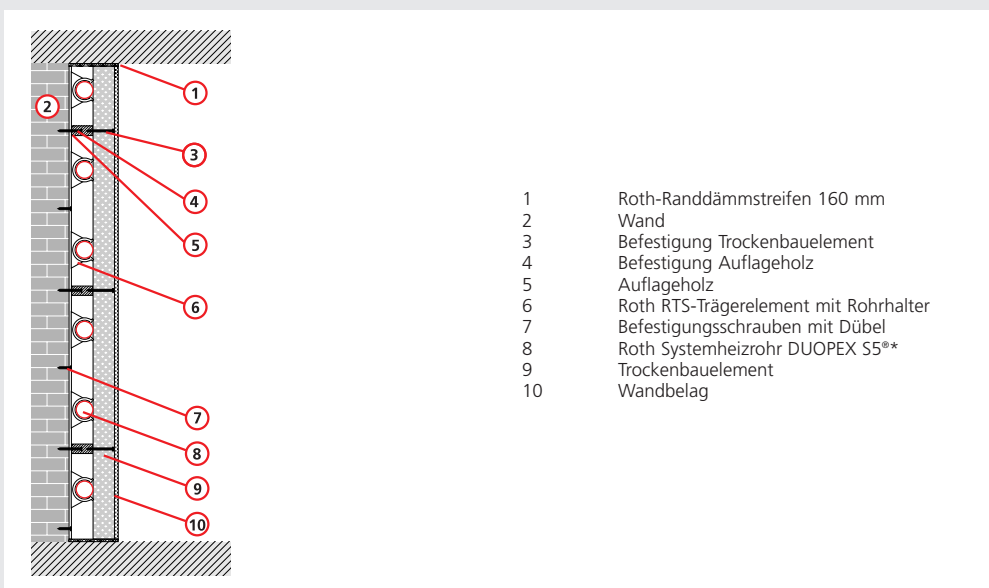 1
2
3
4
5
6
7
8
9
10
1 Roth-Randdämmstreifen 160 mm
2 Wand
3 Befestigung Trockenbauelement
4 Befestigung Auflageholz
5 Auflageholz
6 Roth RTS-Trägerelement mit Rohrhalter
7 Befestigungsschrauben mit Dübel
8 Roth Systemheizrohr DUOPEX S5®*
9 Trockenbauelement
10 Wandbelag